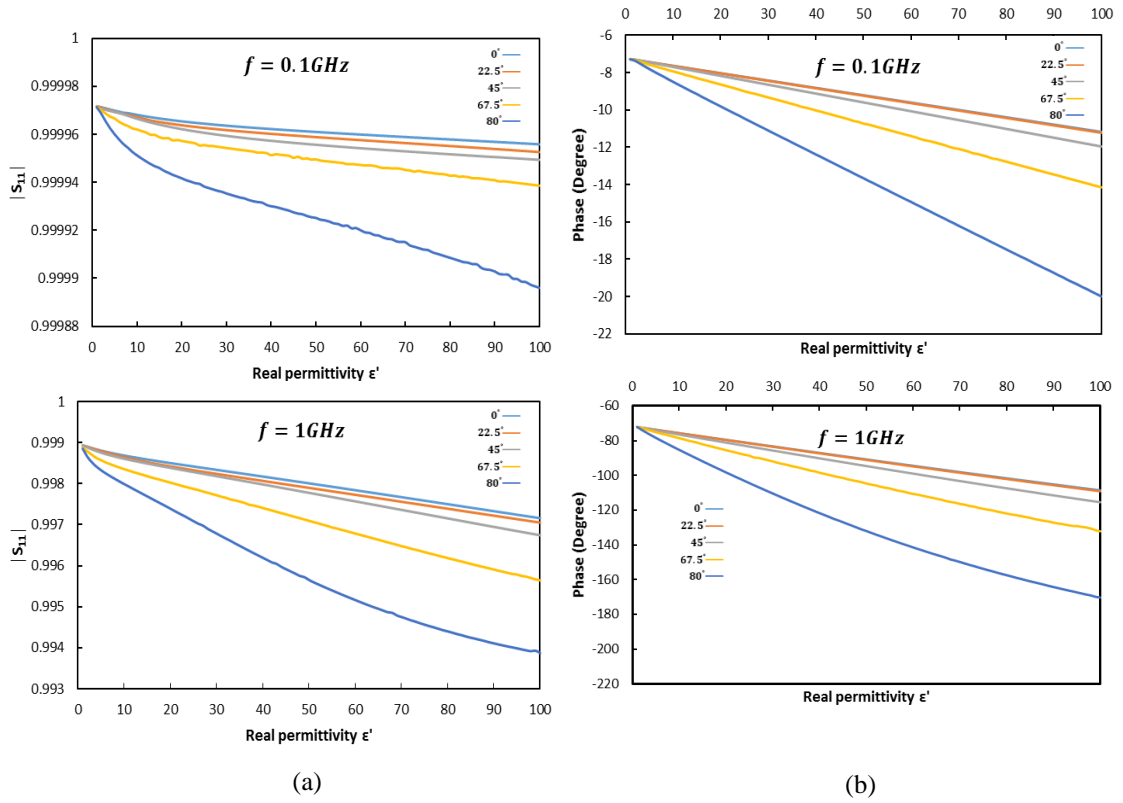 f = 0.1GHz
0°
22.5°
45°
67.5°
80°
1
0.99998
0.99996
0.99994
0.99992
0.9999
0.99988
|S11|
0 10 20 30 40 50 60 70 80 90 100
Real permittivity ε'
0 10 20 30 40 50 60 70 80 90 100
f = 0.1GHz
0°
22.5°
45°
67.5°
80°
-6
-8
-10
-12
-14
-16
-18
-20
-22
Phase (Degree)
Real permittivity ε'
f = 1GHz
0°
22.5°
45°
67.5°
80°
1
0.999
0.998
0.997
0.996
0.995
0.994
0.993
|S11|
0 10 20 30 40 50 60 70 80 90 100
Real permittivity ε'
0 10 20 30 40 50 60 70 80 90 100
f = 1GHz
-60
-80
-100
-120
-140
-160
-180
-200
-220
Phase (Degree)
0°
22.5°
45°
67.5°
80°
Real permittivity ε'
(a)
(b)